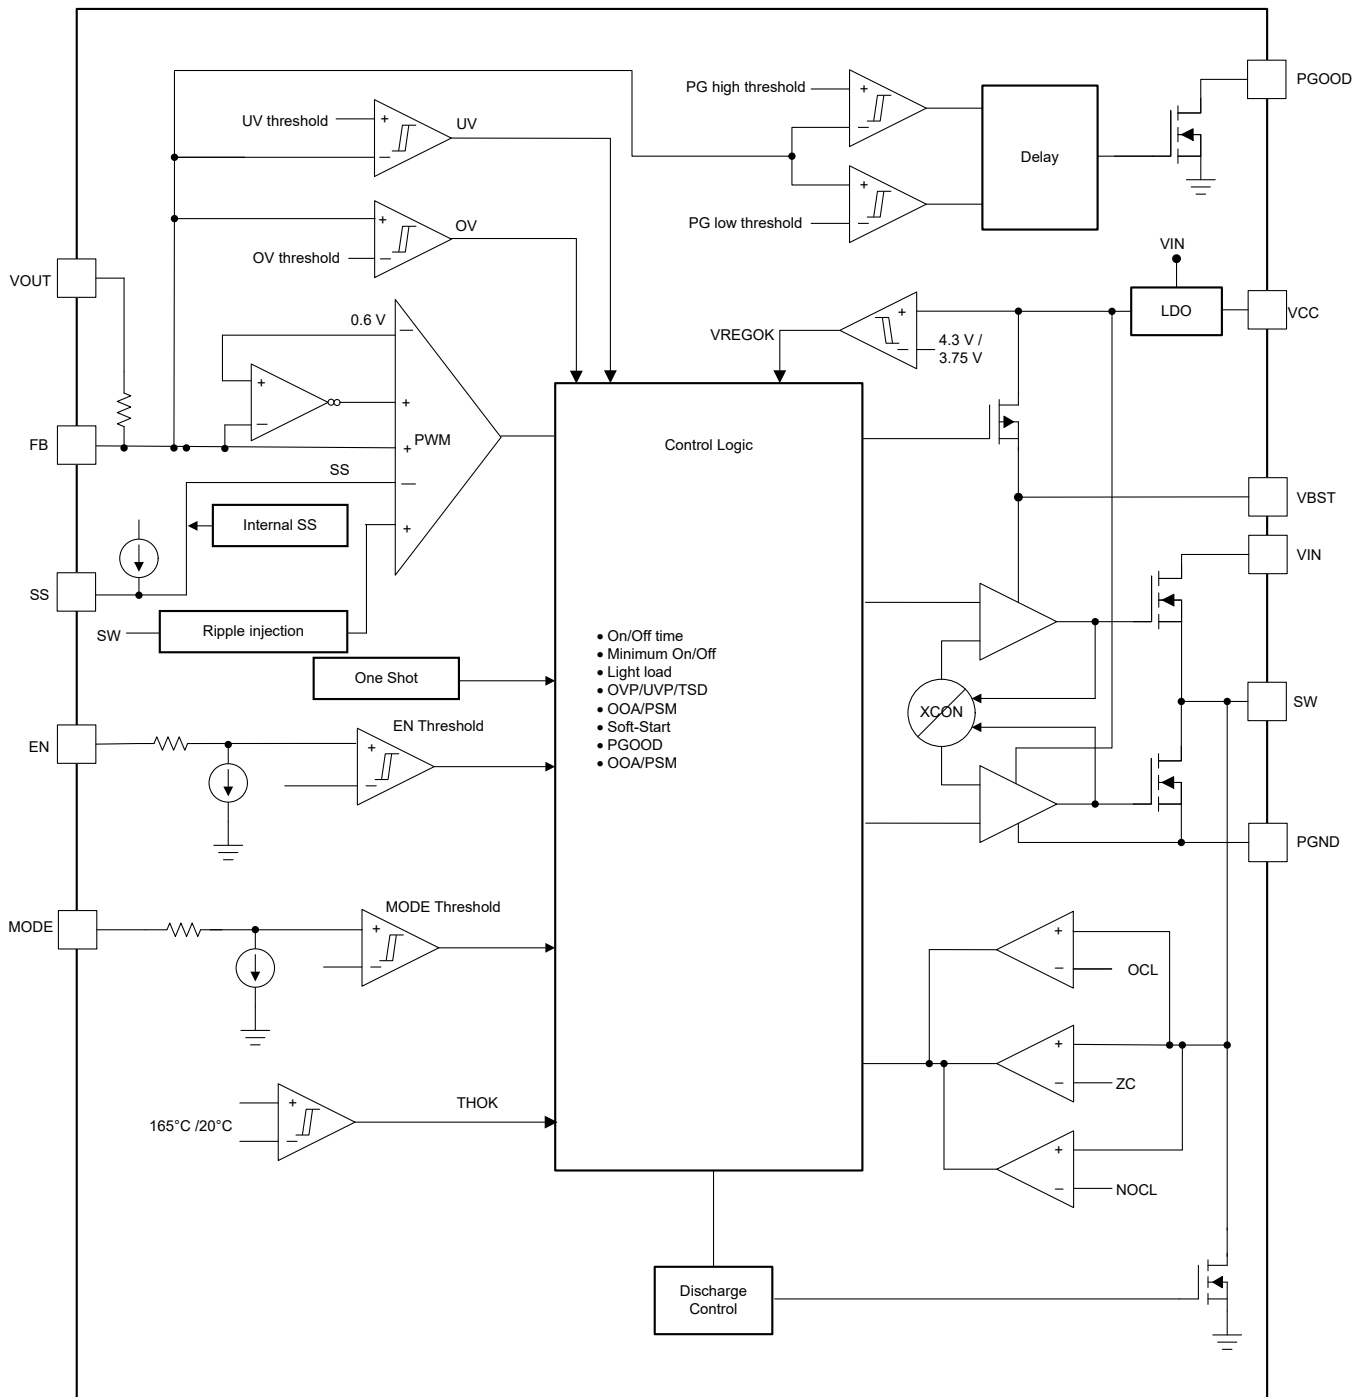 PGOOD
PG high threshold
UV threshold
UV
Delay
PG low threshold
OV
OV threshold
VIN
VOUT
LDO
VCC
0.6 V
VREGOK
4.3 V /
3.75 V
FB
PWM
Control Logic
SS
VBST
Internal SS
VIN
SS
SW
Ripple injection
• On/Off time
• Minimum On/Off
• Light load
• OVP/UVP/TSD
• OOA/PSM
• Soft-Start
• PGOOD
• OOA/PSM
One Shot
XCON
SW
EN Threshold
EN
PGND
MODE Threshold
MODE
OCL
ZC
THOK
165°C /20°C
NOCL
Discharge
Control